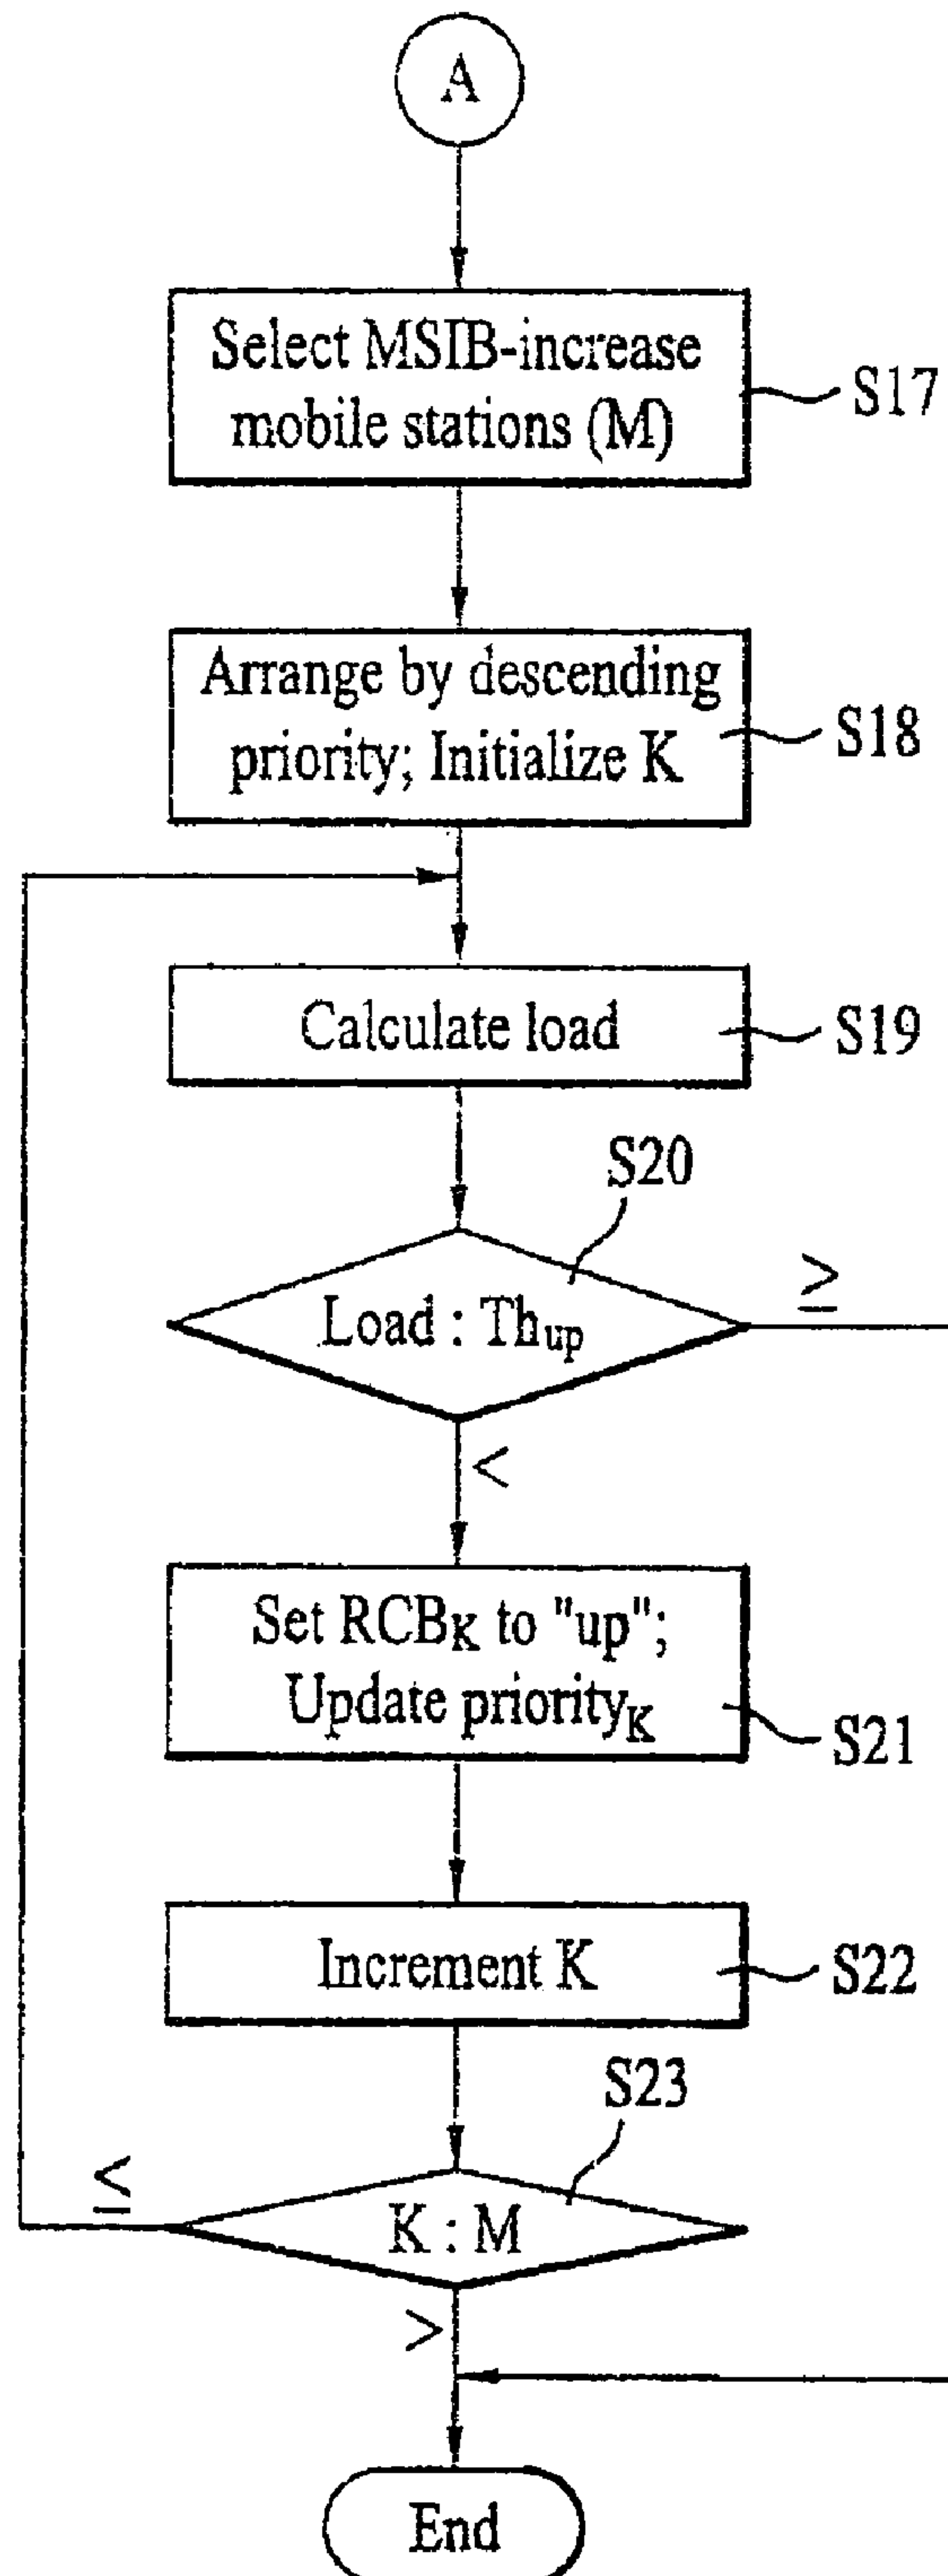 A
Select MSIB-increase
mobile stations (M)
S17
Arrange by descending
priority; Initialize K
S18
Calculate load
S19
S20
Load : Thup
≥
<
Set RCBK to "up";
Update priorityK
S21
Increment K
S22
S23
K : M
≤
>
End